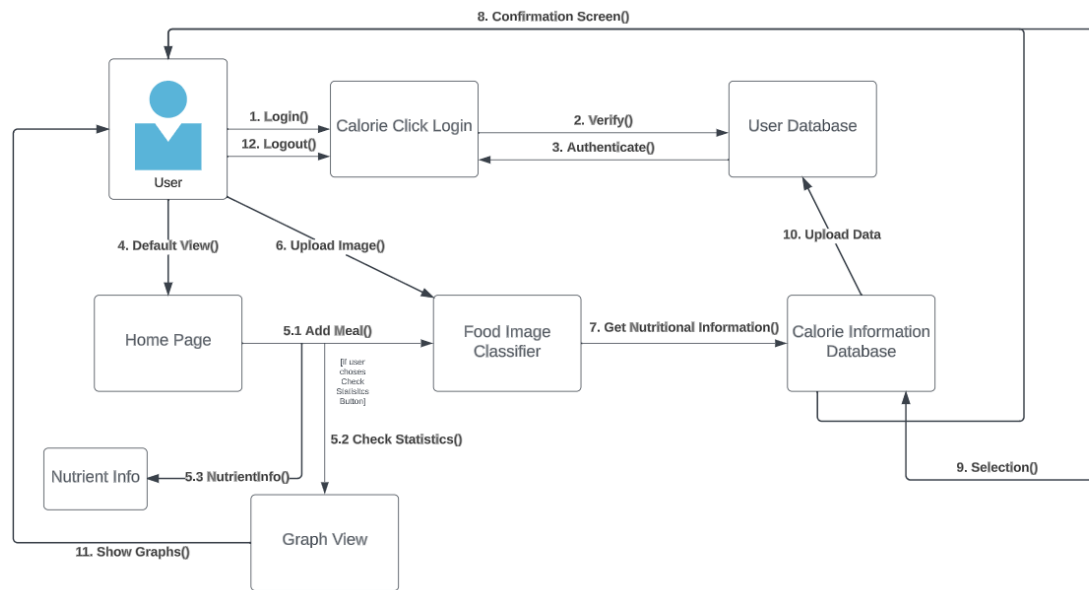 8. Confirmation Screen()
1. Login()
12. Logout()
Calorie Click Login
2. Verify()
3. Authenticate()
User Database
User
4. Default View()
6. Upload Image()
10. Upload Data
Home Page
5.1 Add Meal()
Food Image
Classifier
7. Get Nutritional Information()
Calorie Information
Database
[If user
choses
Check
Statisitcs
Button]
5.2 Check Statistics()
Nutrient Info
5.3 NutrientInfo()
9. Selection()
Graph View
11. Show Graphs()